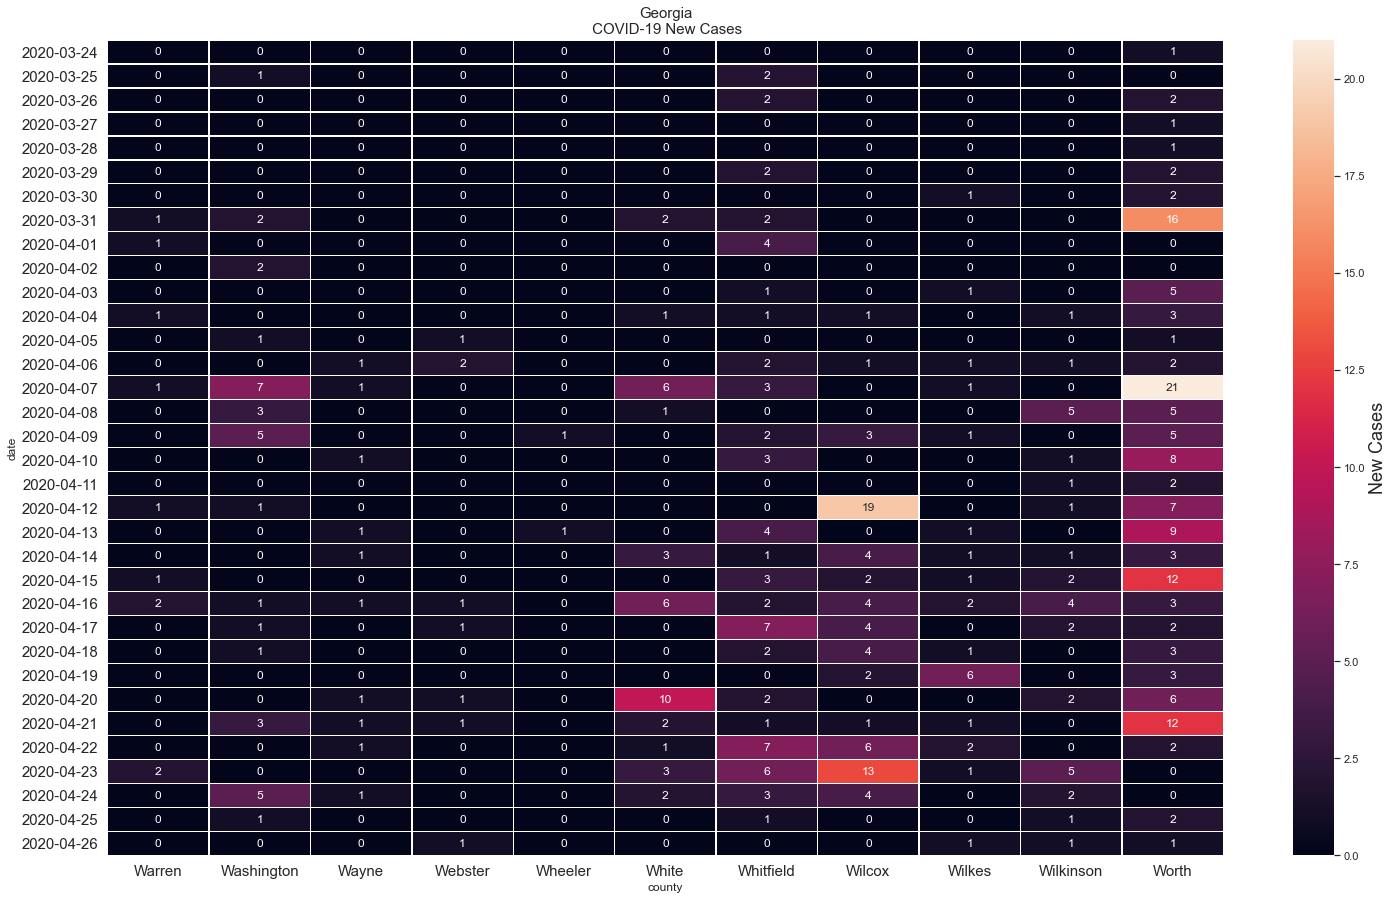 Georgia
COVID-19 New Cases
2020-03-24 0 0 0 0 0 0 0 0 0 0 1
2020-03-25 0 1 0 0 0 0 2 0 0 0 0
2020-03-26 0 0 0 0 0 0 2 0 0 0 2
2020-03-27 0 0 0 0 0 0 0 0 0 0 1
2020-03-28 0 0 0 0 0 0 0 0 0 0 1
2020-03-29 0 0 0 0 0 0 2 0 0 0 2
2020-03-30 0 0 0 0 0 0 0 0 1 0 2
2020-03-31 1 2 0 0 0 2 2 0 0 0 16
2020-04-01 1 0 0 0 0 0 4 0 0 0 0
2020-04-02 0 2 0 0 0 0 0 0 0 0 0
2020-04-03 0 0 0 0 0 0 1 0 1 0 5
2020-04-04 1 0 0 0 0 1 1 1 0 1 3
2020-04-05 0 1 0 1 0 0 0 0 0 0 1
2020-04-06 0 0 1 2 0 0 2 1 1 1 2
2020-04-07 1 7 1 0 0 6 3 0 1 0 21
2020-04-08 0 3 0 0 0 1 0 0 0 5 5
2020-04-09 0 5 0 0 1 0 2 3 1 0 5
2020-04-10 0 0 1 0 0 0 3 0 0 1 8
2020-04-11 0 0 0 0 0 0 0 0 0 1 2
2020-04-12 1 1 0 0 0 0 0 19 0 1 7
2020-04-13 0 0 1 0 1 0 4 0 1 0 9
2020-04-14 0 0 1 0 0 3 1 4 1 1 3
2020-04-15 1 0 0 0 0 0 3 2 1 2 12
2020-04-16 2 1 1 1 0 6 2 4 2 4 3
2020-04-17 0 1 0 1 0 0 7 4 0 2 2
2020-04-18 0 1 0 0 0 0 2 4 1 0 3
2020-04-19 0 0 0 0 0 0 0 2 6 0 3
2020-04-20 0 0 1 1 0 10 2 0 0 2 6
2020-04-21 0 3 1 1 0 2 1 1 1 0 12
2020-04-22 0 0 1 0 0 1 7 6 2 0 2
2020-04-23 2 0 0 0 0 3 6 13 1 5 0
2020-04-24 0 5 1 0 0 2 3 4 0 2 0
2020-04-25 0 1 0 0 0 0 1 0 0 1 2
2020-04-26 0 0 0 1 0 0 0 0 1 1 1
Warren Washington Wayne Webster Wheeler White Whitfield Wilcox Wilkes Wilkinson Worth
county
date
20.0
17.5
15.0
12.5
10.0
7.5
5.0
2.5
0.0
New Cases